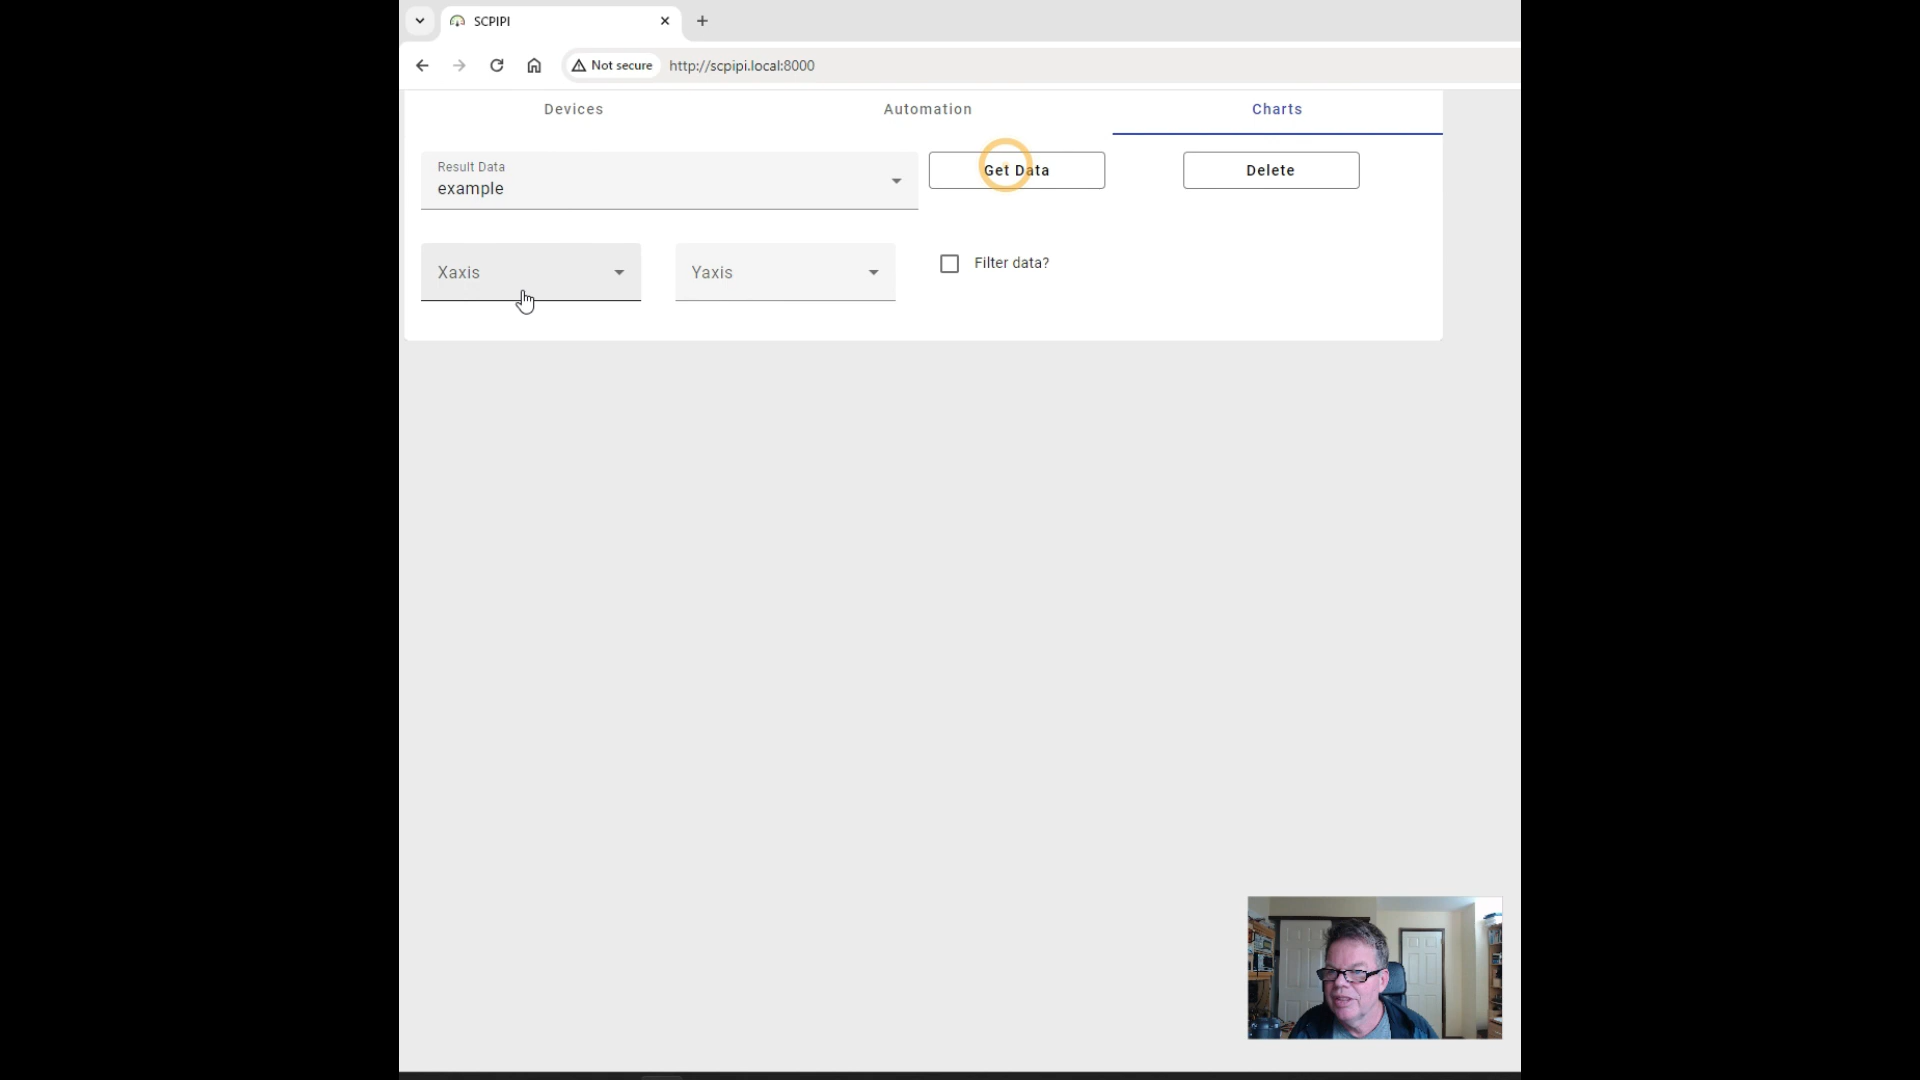 SCPIPI
Not secure http://scpipi.local:8000
Devices Automation Charts
Result Data
example
Get Data
Delete
Xaxis
Yaxis
Filter data?